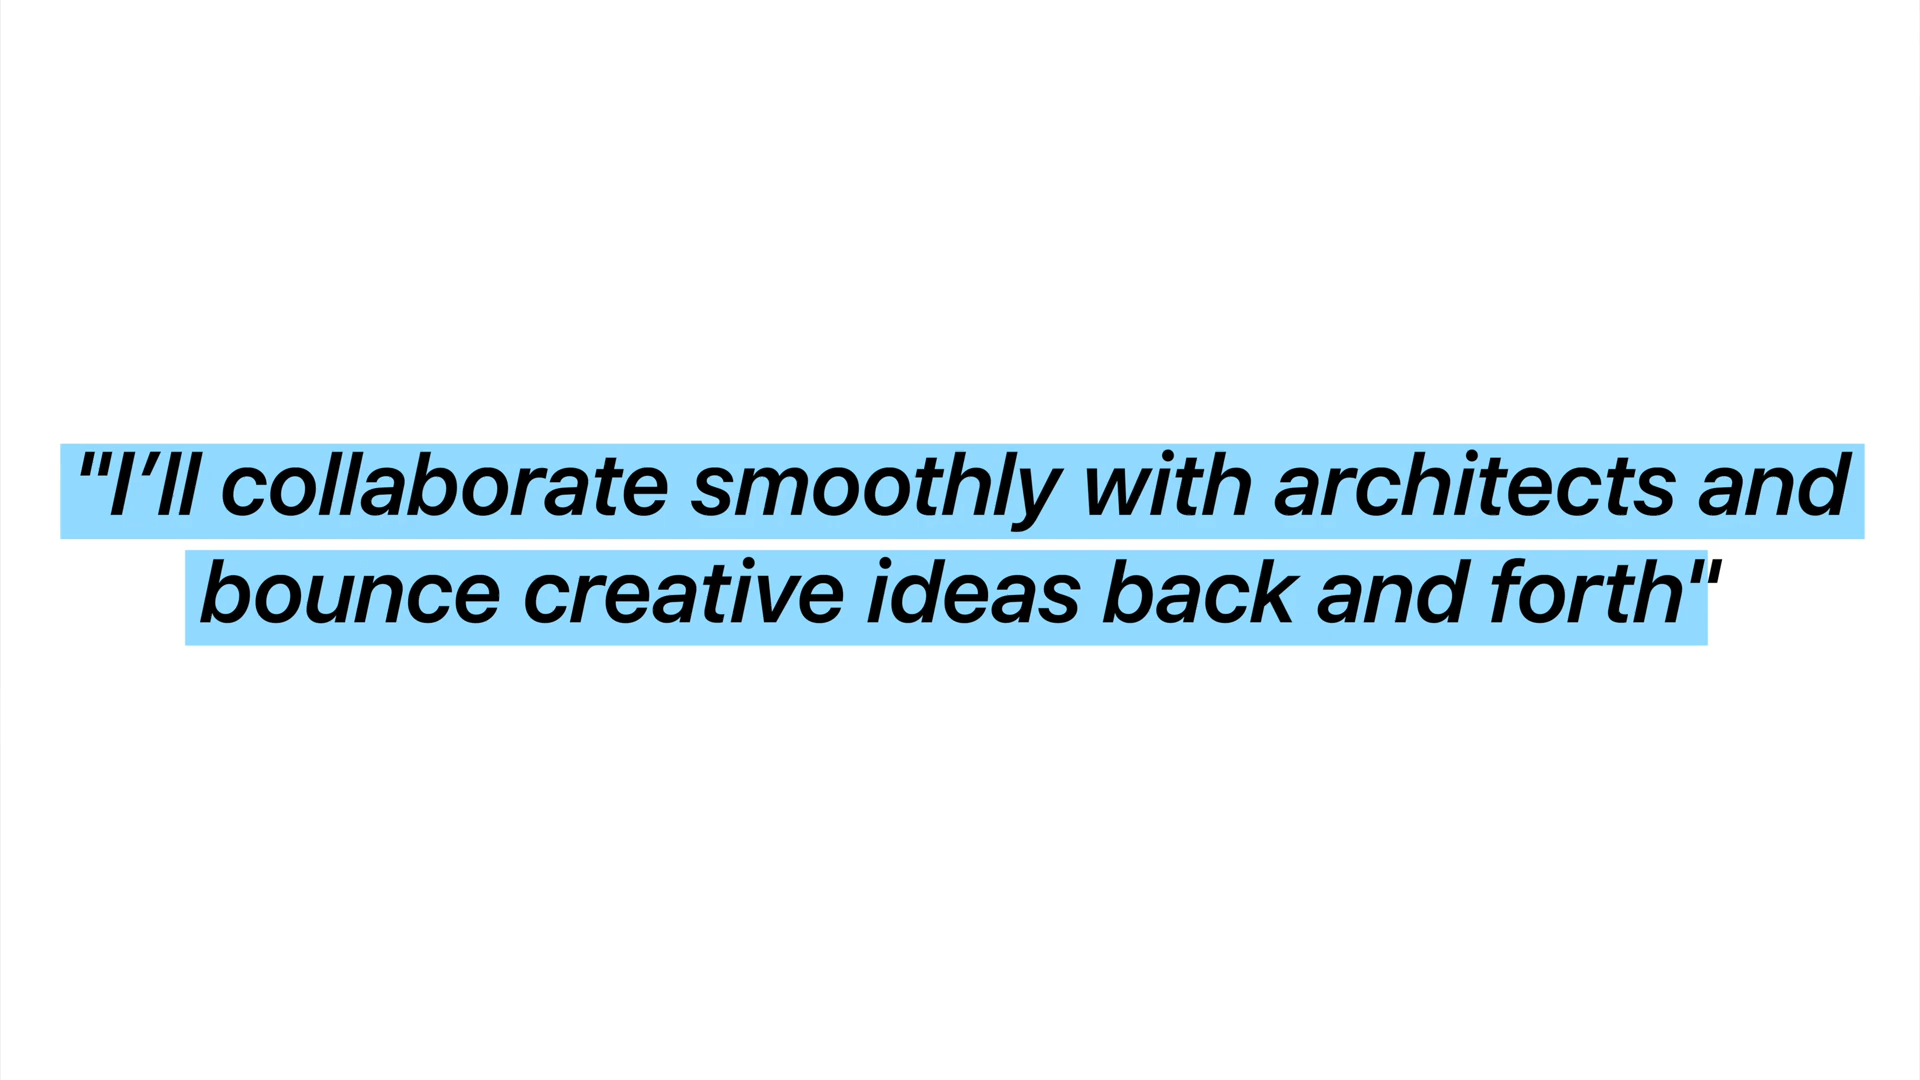 "I’ll collaborate smoothly with architects and
bounce creative ideas back and forth"